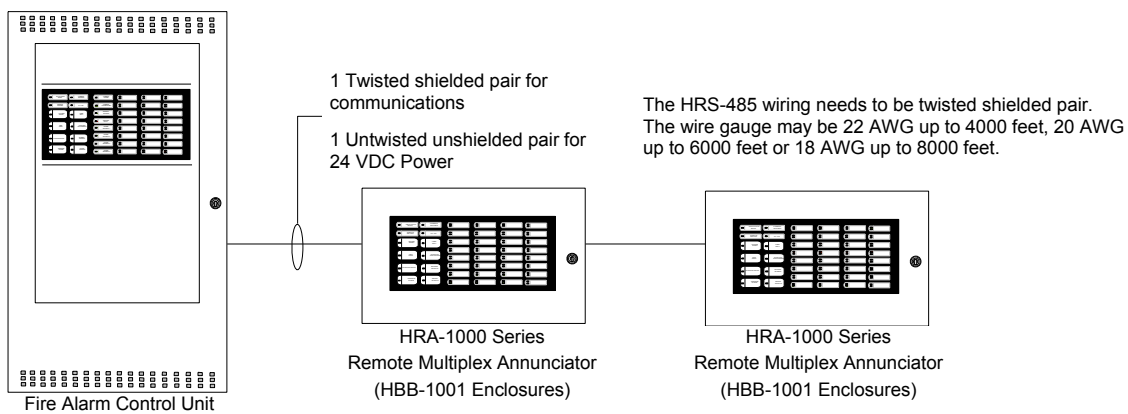 1 Twisted shielded pair for
communications
1 Untwisted unshielded pair for
24 VDC Power
The HRS-485 wiring needs to be twisted shielded pair.
The wire gauge may be 22 AWG up to 4000 feet, 20 AWG
up to 6000 feet or 18 AWG up to 8000 feet.
Fire Alarm Control Unit
HRA-1000 Series
Remote Multiplex Annunciator
(HBB-1001 Enclosures)
HRA-1000 Series
Remote Multiplex Annunciator
(HBB-1001 Enclosures)